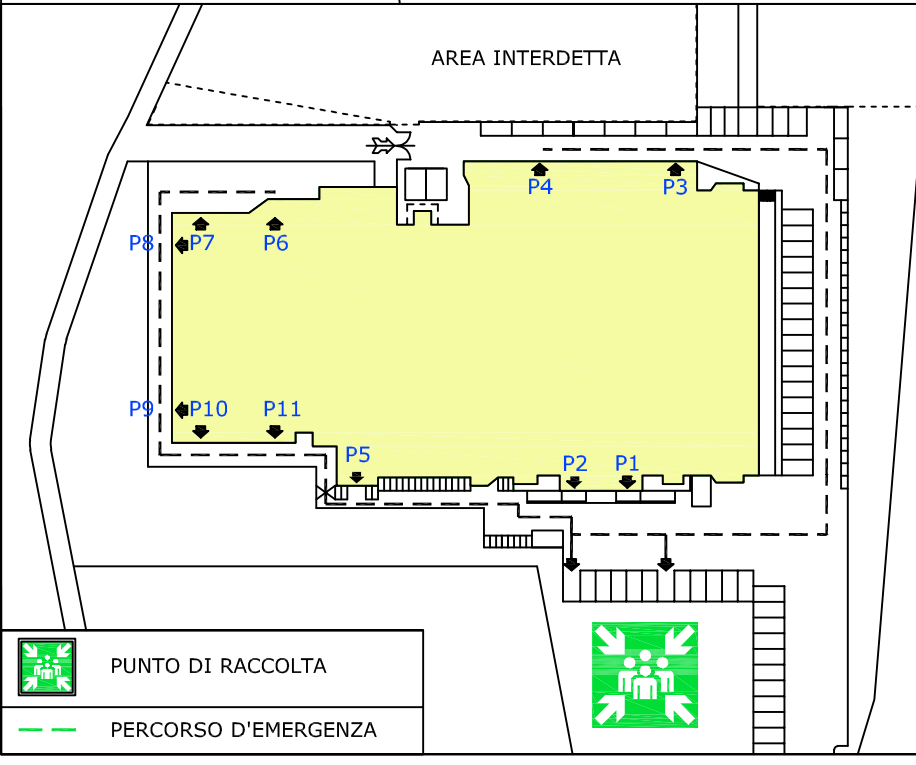 AREA INTERDETTA
P4
P3
P8
P7
P6
P9
P10
P11
P5
P2
P1
PUNTO DI RACCOLTA
PERCORSO D'EMERGENZA